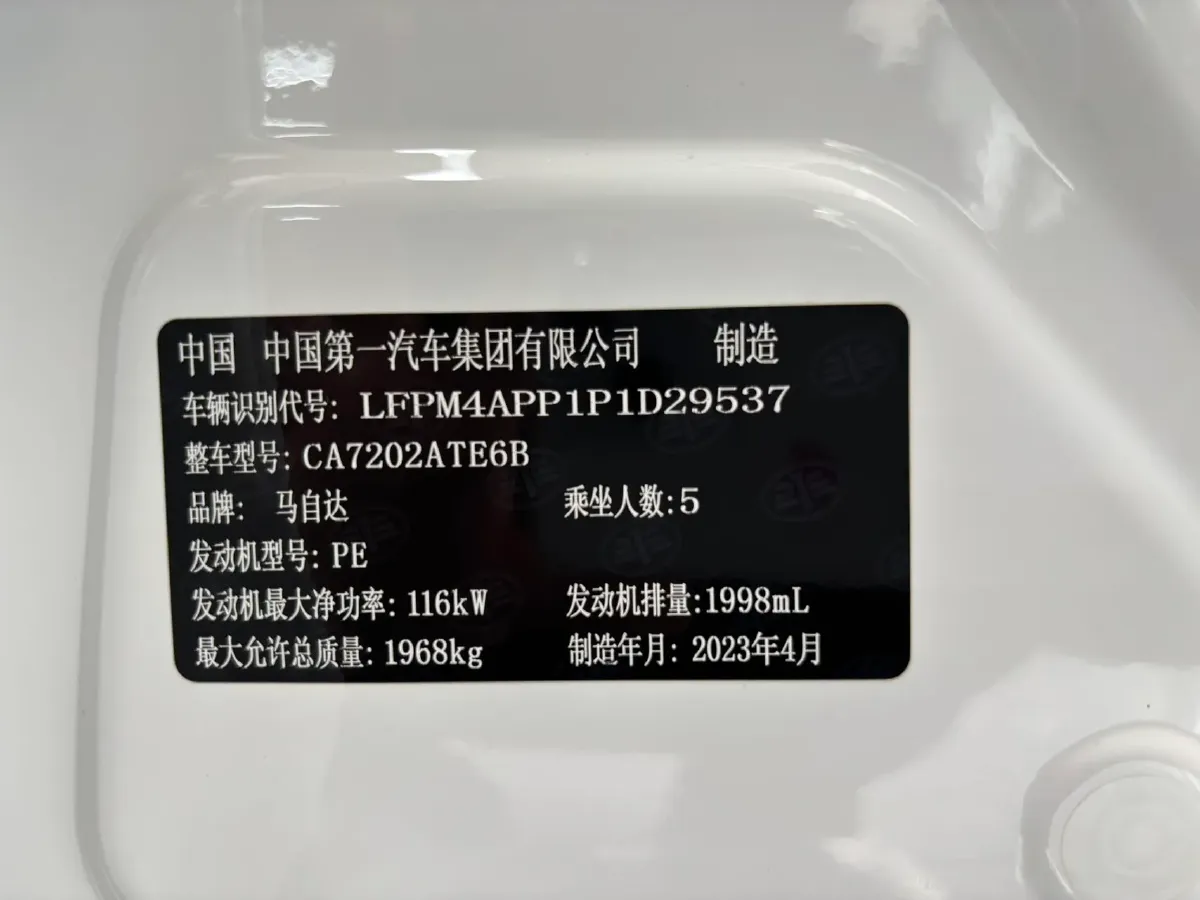 中国 中国第一汽车集团有限公司 制造
车辆识别代号: LFPM4APP1P1D29537
整车型号: CA7202ATE6B
品牌: 马自达 乘坐人数: 5
发动机型号: PE
发动机最大净功率: 116kW 发动机排量:1998mL
最大允许总质量: 1968kg 制造年月: 2023年4月